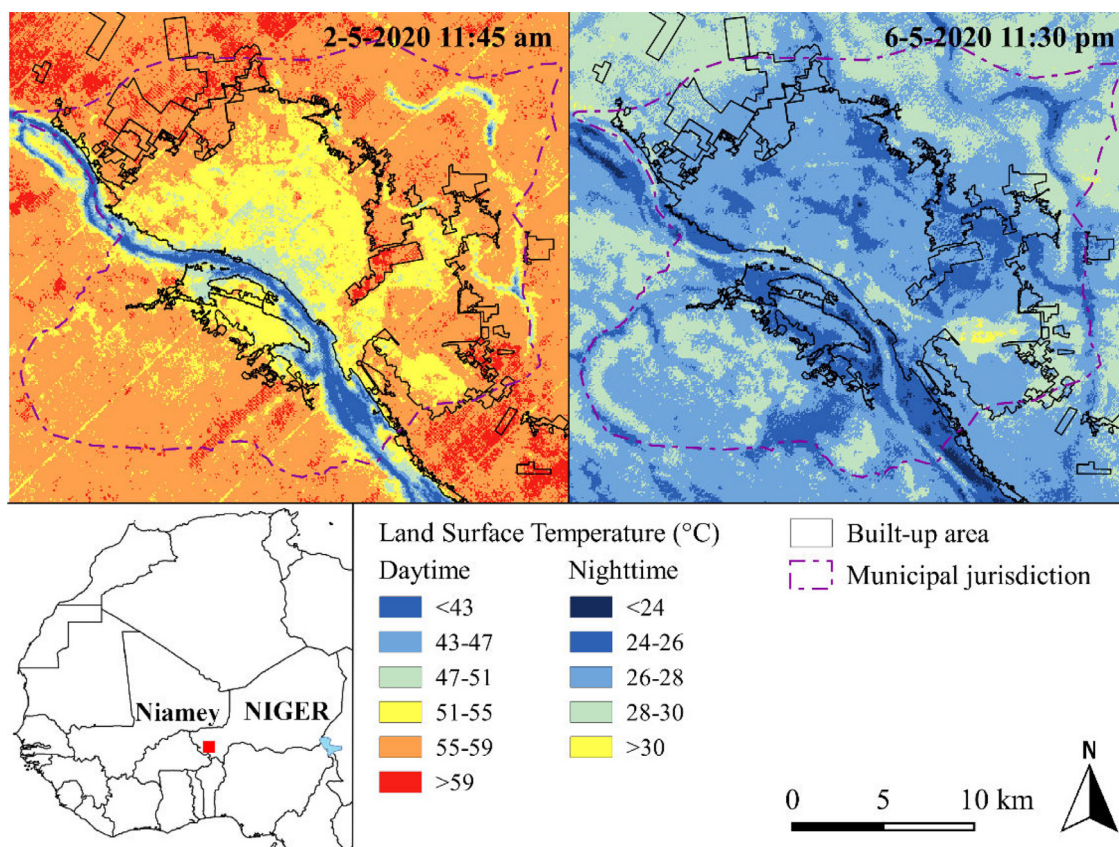 2-5-2020 11:45 am
6-5-2020 11:30 pm
Niamey
NIGER
Land Surface Temperature (°C)
Daytime
<43
43-47
47-51
51-55
55-59
>59
Nighttime
<24
24-26
26-28
28-30
>30
Built-up area
Municipal jurisdiction
0 5 10 km
N